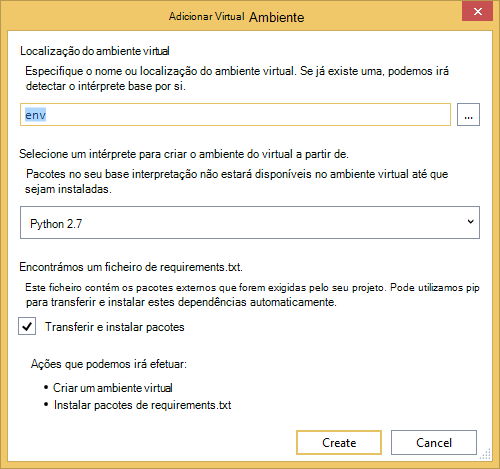 Adicionar Virtual Ambiente
Localização do ambiente virtual
Especifique o nome ou localização do ambiente virtual. Se já existe uma, podemos irá
detectar o intérprete base por si.
env
...
Selecione um intérprete para criar o ambiente do virtual a partir de.
Pacotes no seu base interpretação não estará disponíveis no ambiente virtual até que
sejam instaladas.
Python 2.7
Encontrámos um ficheiro de requirements.txt.
Este ficheiro contém os pacotes externos que forem exigidas pelo seu projeto. Pode utilizamos pip
para transferir e instalar estes dependências automaticamente.
Transferir e instalar pacotes
Ações que podemos irá efetuar:
• Criar um ambiente virtual
• Instalar pacotes de requirements.txt
Create Cancel